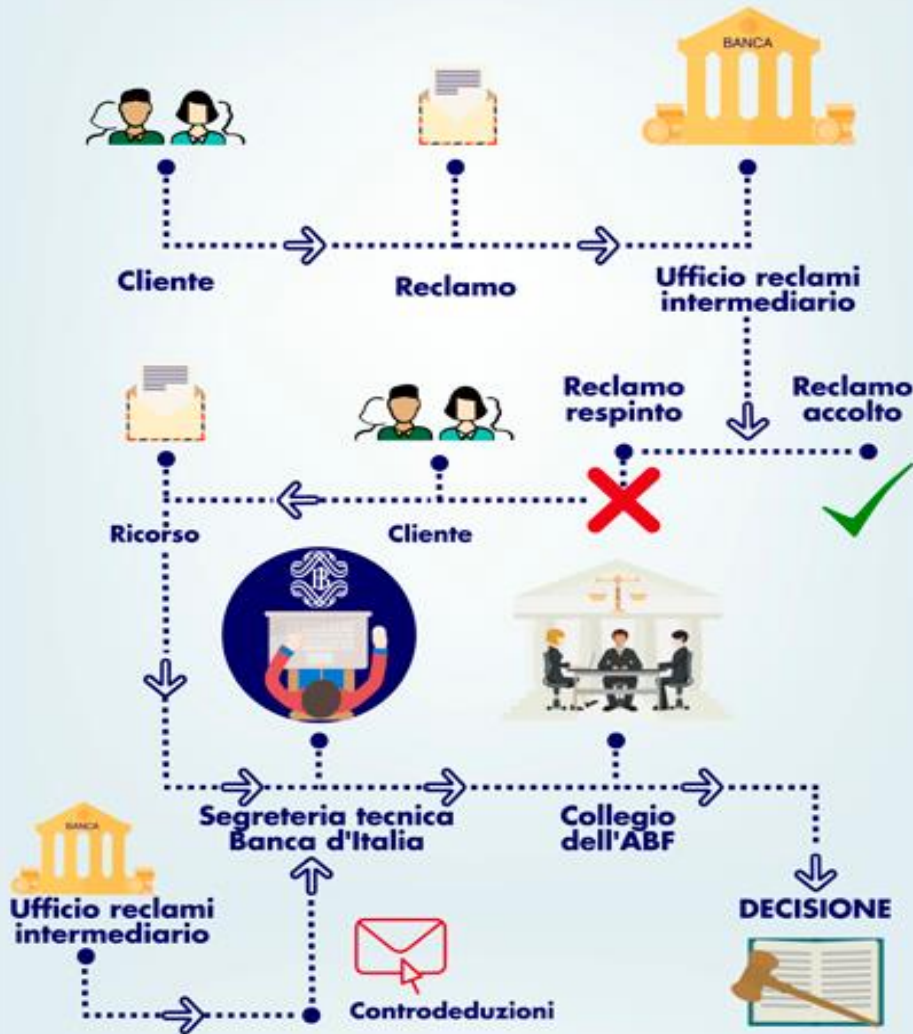 BANCA
Cliente
Reclamo
Ufficio reclami
intermediario
Reclamo
respinto
Reclamo
accolto
Ricorso
Cliente
Segreteria tecnica
Banca d'Italia
Collegio
dell'ABF
BANCA
Ufficio reclami
intermediario
Controdeduzioni
DECISIONE